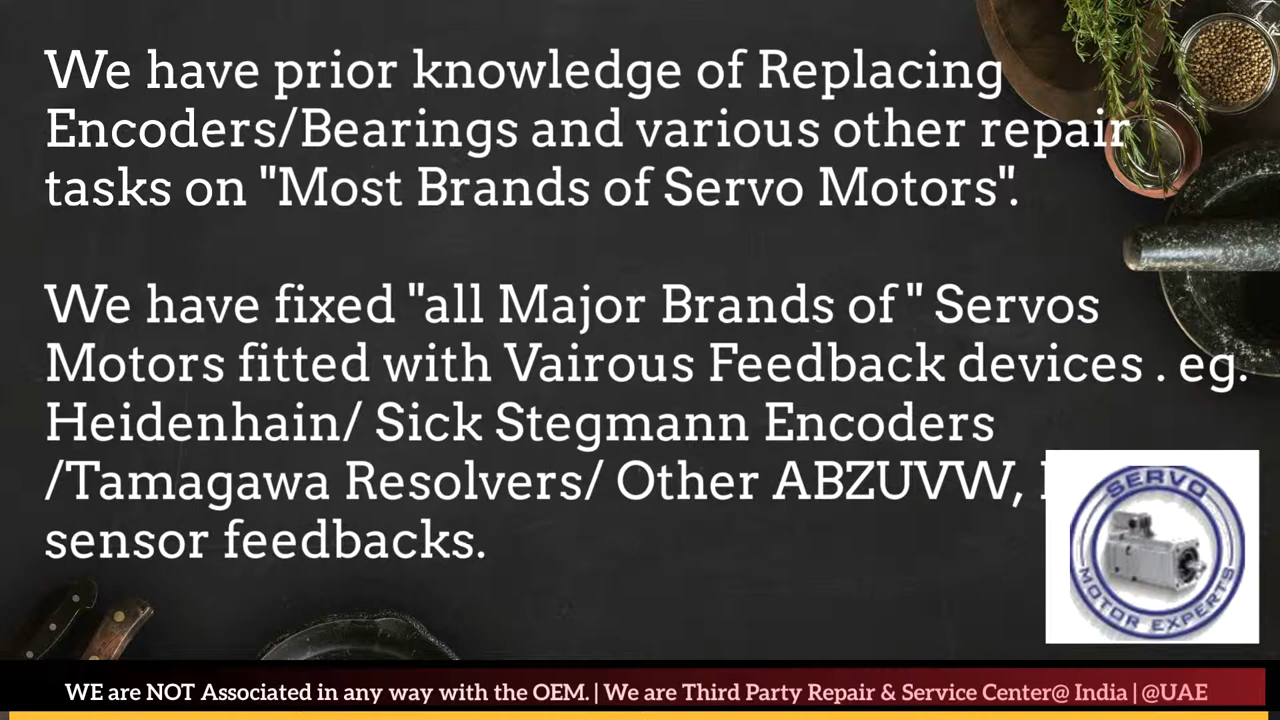 We have prior knowledge of Replacing
Encoders/Bearings and various other repair
tasks on "Most Brands of Servo Motors".
We have fixed "all Major Brands of " Servos
Motors fitted with Vairous Feedback devices . eg.
Heidenhain/ Sick Stegmann Encoders
/Tamagawa Resolvers/ Other ABZUVW,
sensor feedbacks.
SERVO
MOTOR EXPERTS
WE are NOT Associated in any way with the OEM. | We are Third Party Repair & Service Center@ India | @UAE